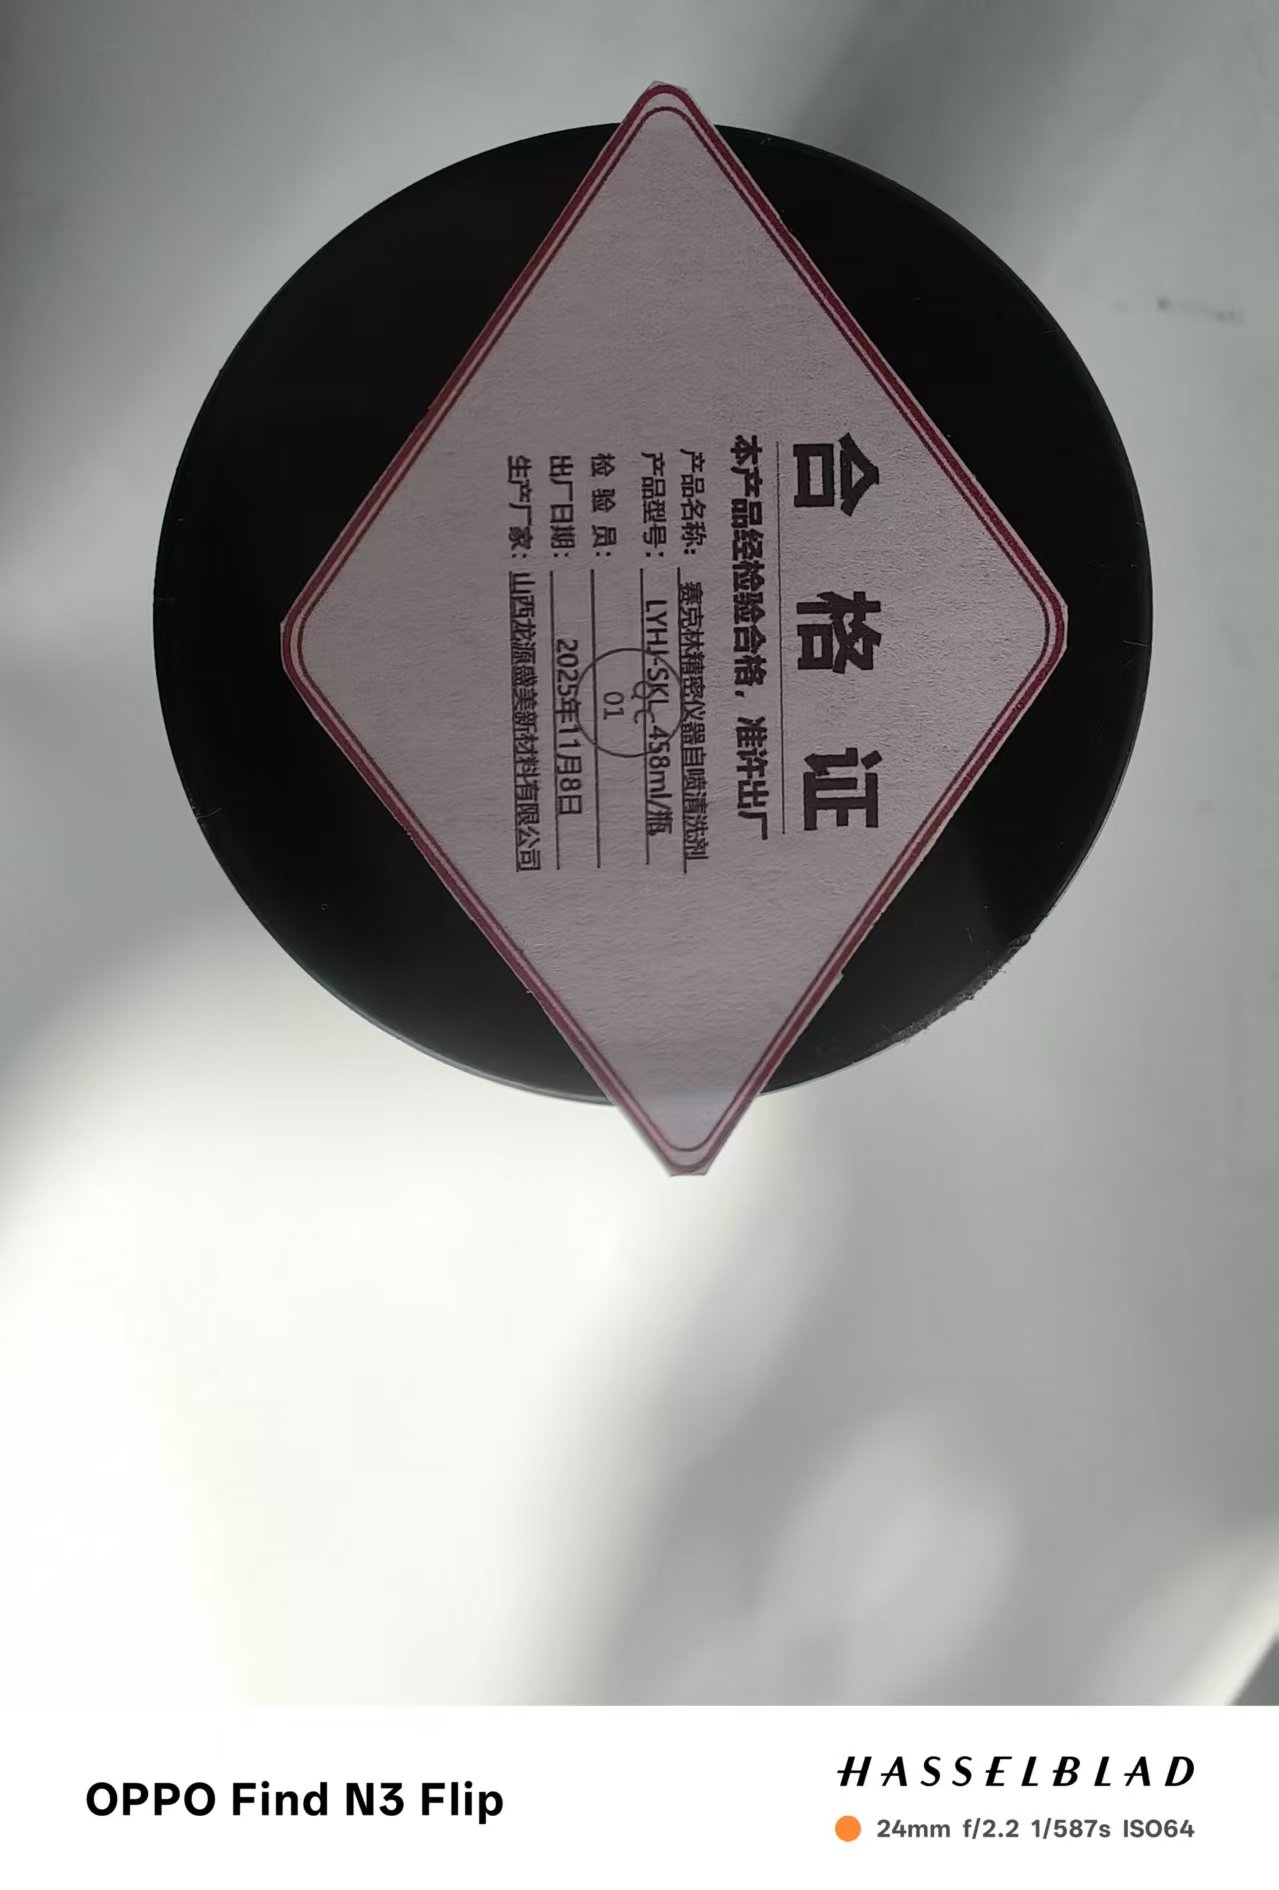 合格证
本产品经检验合格，准许出厂
产品名称：赛克林精密仪器自喷清洗剂
产品型号：LYHJ-SKL 458ml/瓶
检验员：
QC
01
出厂日期：2025年11月8日
生产厂家：山西龙源盛美新材料有限公司
OPPO Find N3 Flip
HASSELBLAD
24mm f/2.2 1/587s ISO64